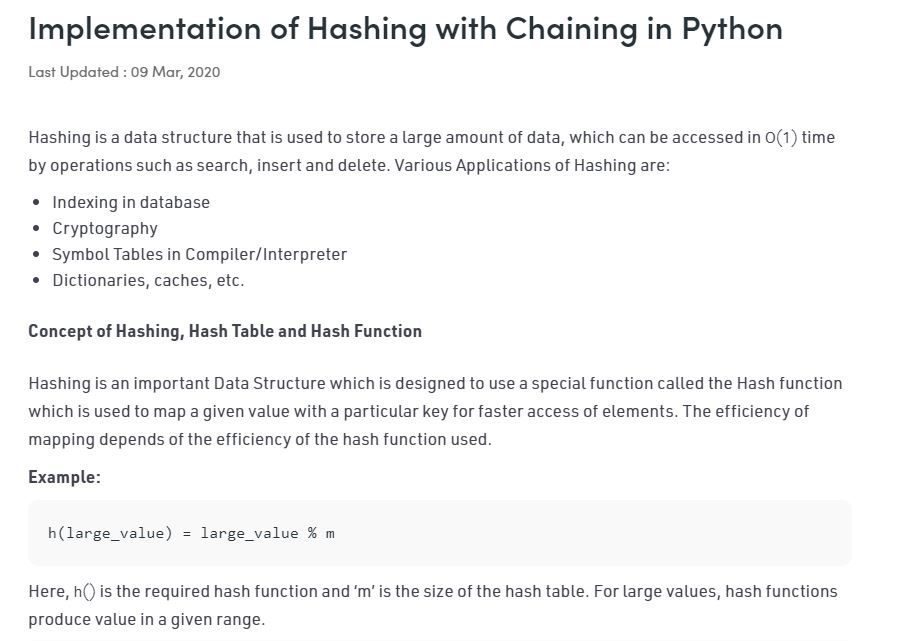 Implementation of Hashing with Chaining in Python
Last Updated : 09 Mar, 2020
Hashing is a data structure that is used to store a large amount of data, which can be accessed in O(1) time
by operations such as search, insert and delete. Various Applications of Hashing are:
• Indexing in database
• Cryptography
• Symbol Tables in Compiler/Interpreter
• Dictionaries, caches, etc.
Concept of Hashing, Hash Table and Hash Function
Hashing is an important Data Structure which is designed to use a special function called the Hash function
which is used to map a given value with a particular key for faster access of elements. The efficiency of
mapping depends of the efficiency of the hash function used.
Example:
h(large_value) = large_value % m
Here, h() is the required hash function and ‘m’ is the size of the hash table. For large values, hash functions
produce value in a given range.